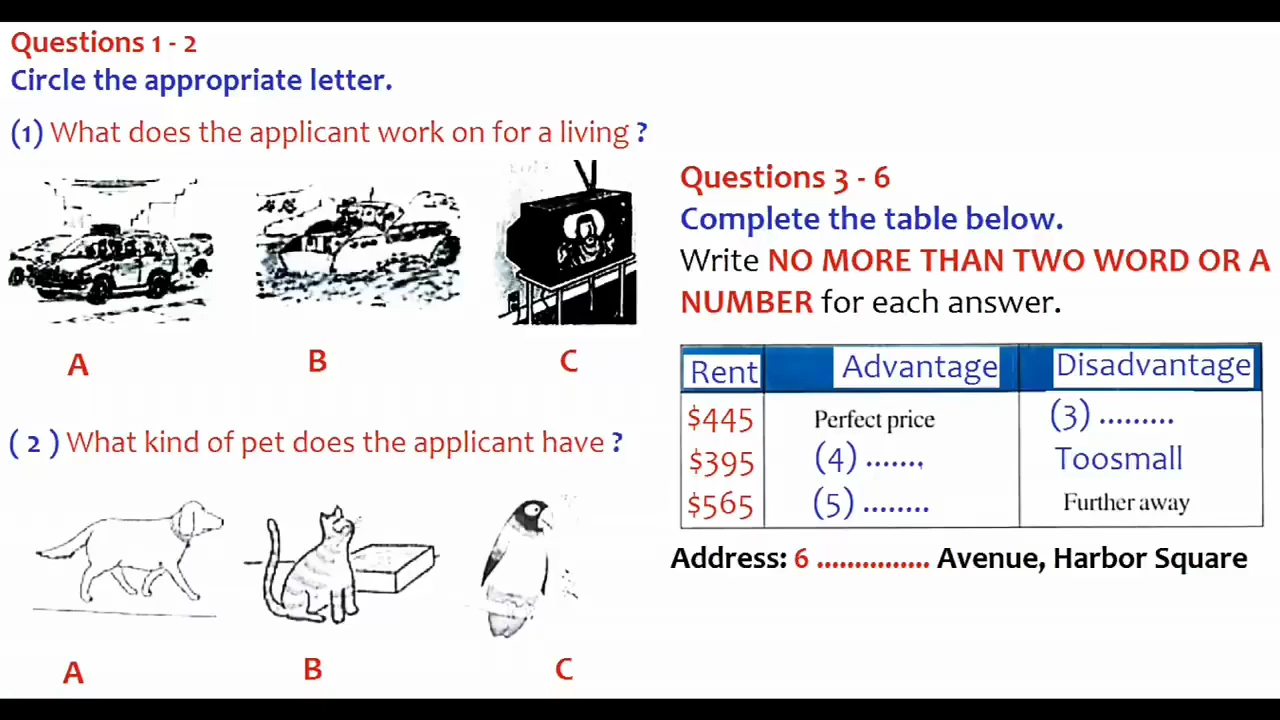 Questions 1 - 2
Circle the appropriate letter.
(1) What does the applicant work on for a living ?
A B C
( 2 ) What kind of pet does the applicant have ?
A B C
Questions 3 - 6
Complete the table below.
Write NO MORE THAN TWO WORD OR A
NUMBER for each answer.
Rent Advantage Disadvantage
$445 Perfect price (3) .........
$395 (4) ....... Toosmall
$565 (5) ......... Further away
Address: 6 ............... Avenue, Harbor Square